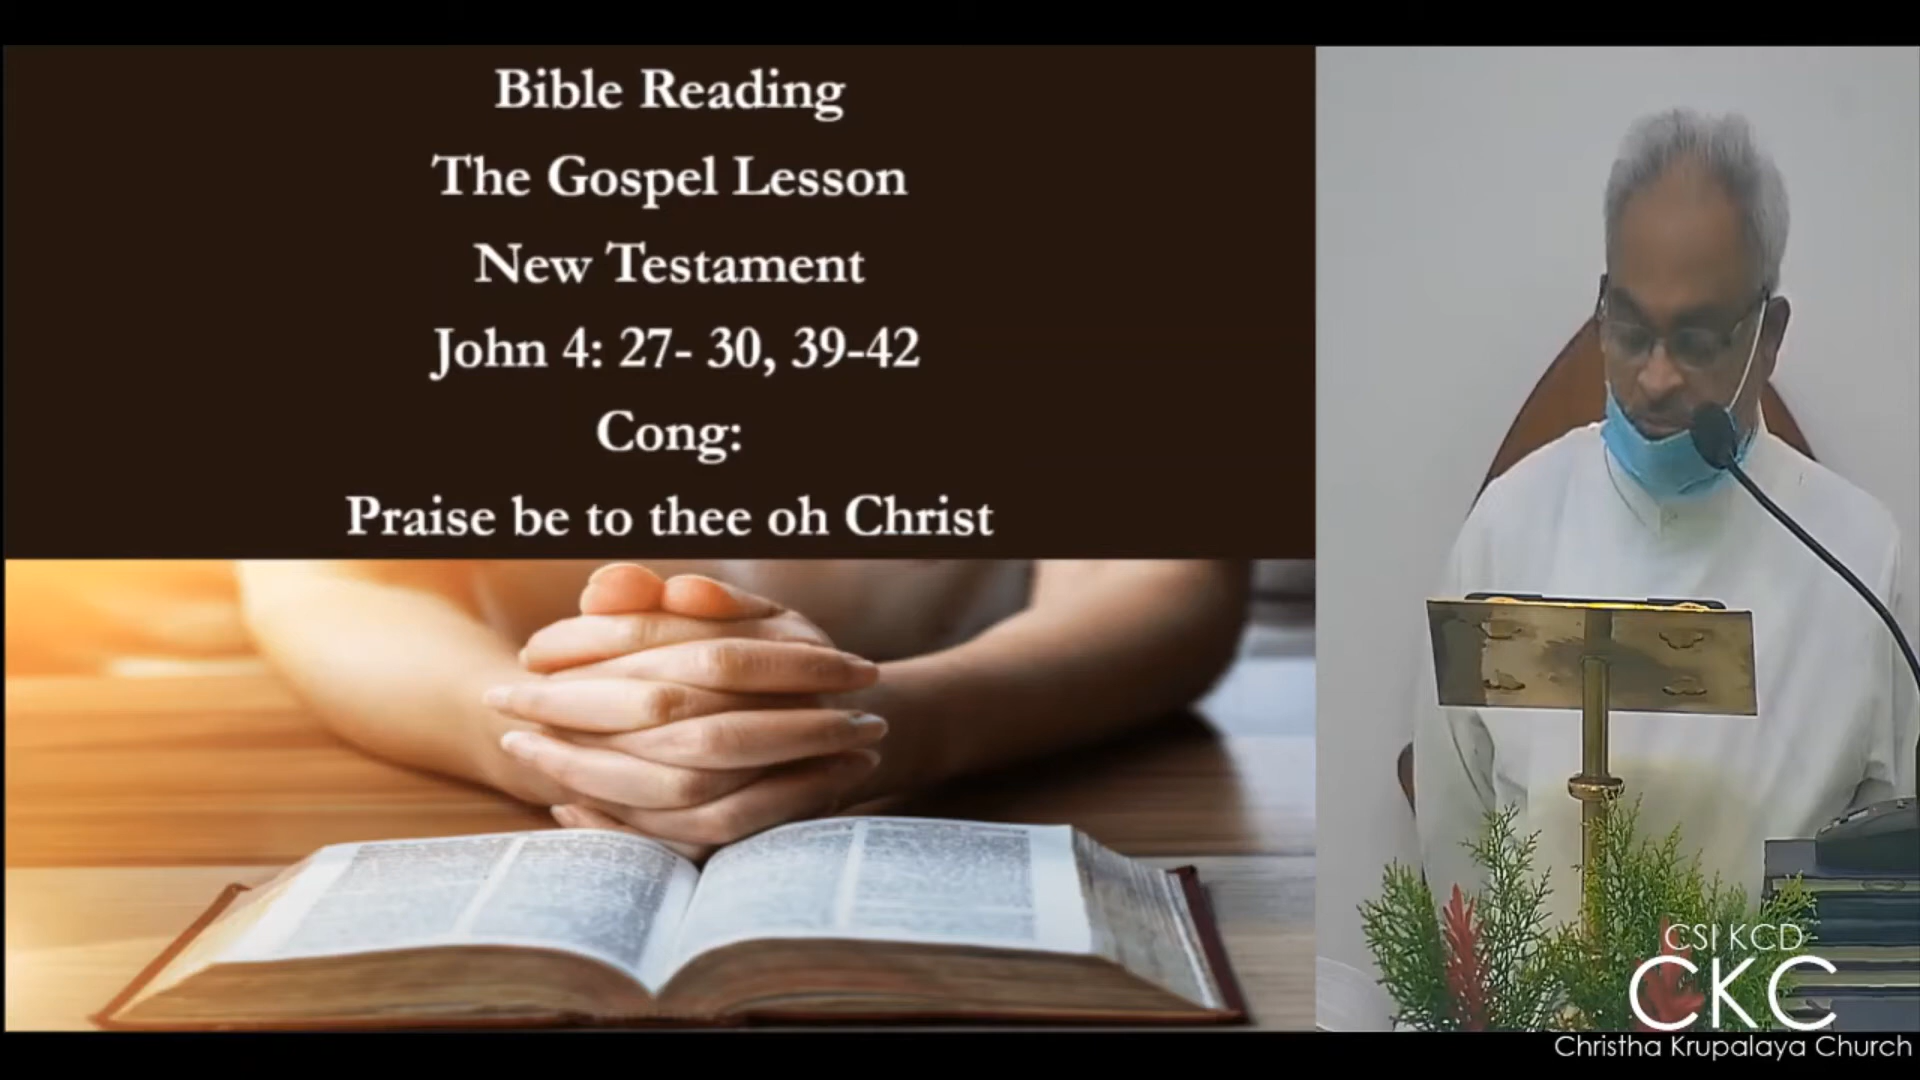 Bible Reading
The Gospel Lesson
New Testament
John 4: 27- 30, 39-42
Cong:
Praise be to thee oh Christ
CSI KCD
CKC
Christha Krupalaya Church